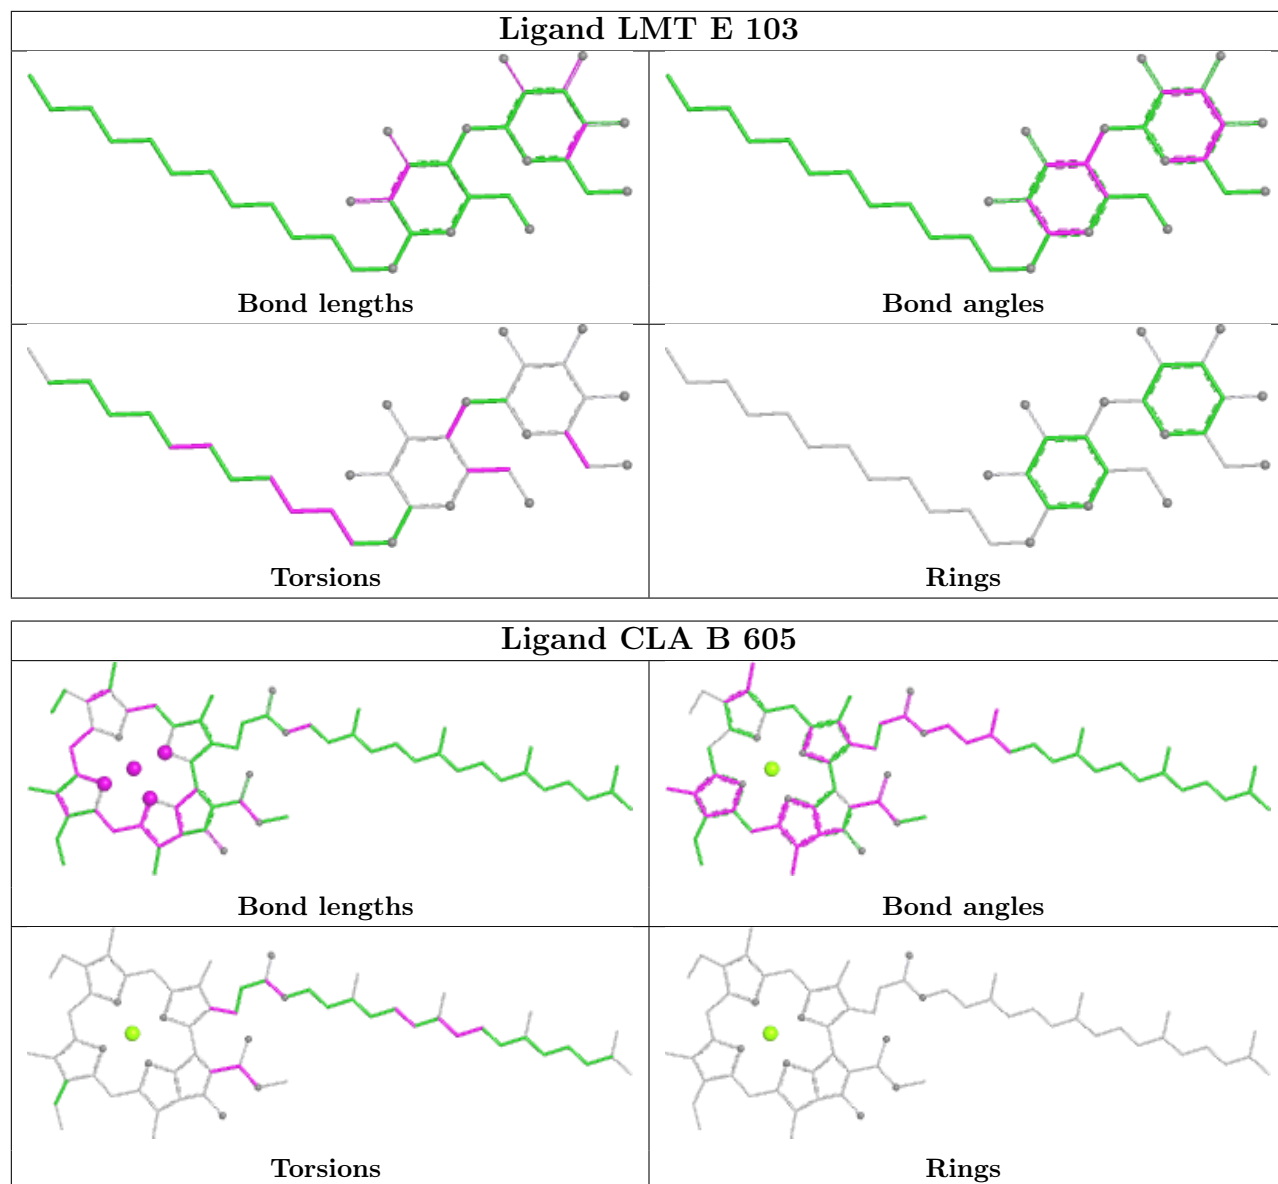 Ligand LMT E 103
Bond lengths
Bond angles
Torsions
Rings
Ligand CLA B 605
Bond lengths
Bond angles
Torsions
Rings